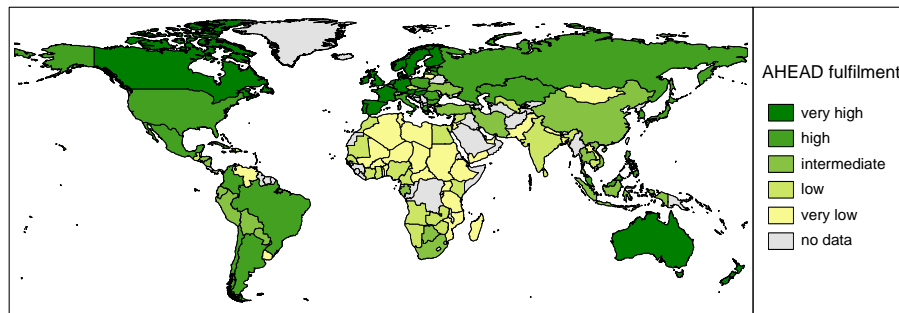 AHEAD fulfilment
very high
high
intermediate
low
very low
no data